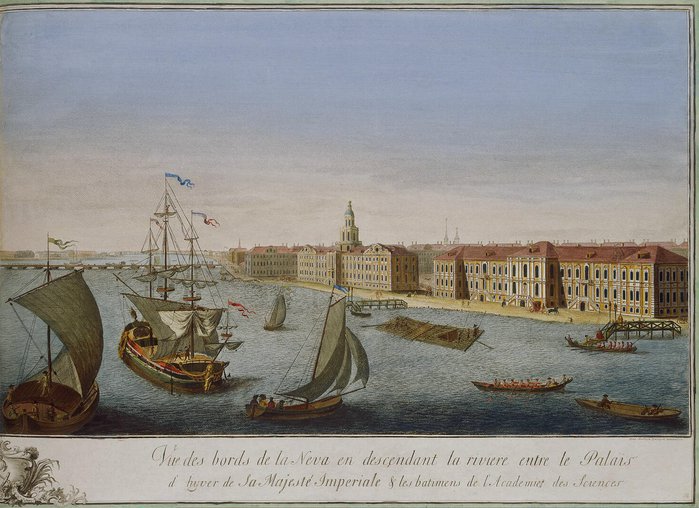 Vüe des bords de la Neva en descendant la riviere entre le Palais
d'hyver de Sa Majesté Imperiale & les batimens de l'Academie des Sciences